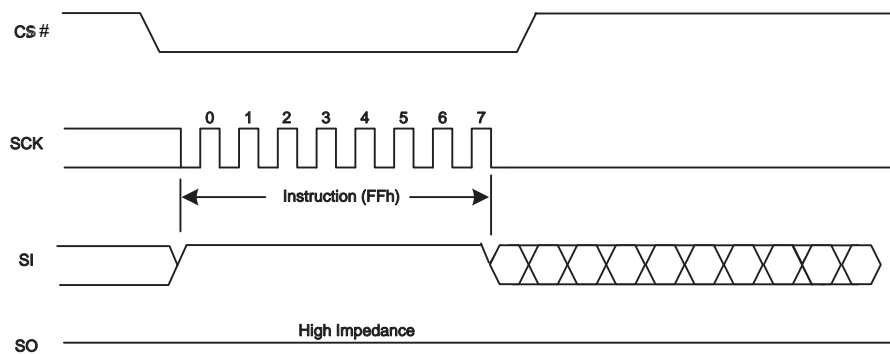 CS #
0 1 2 3 4 5 6 7
SCK
Instruction (FFh)
SI
High Impedance
SO